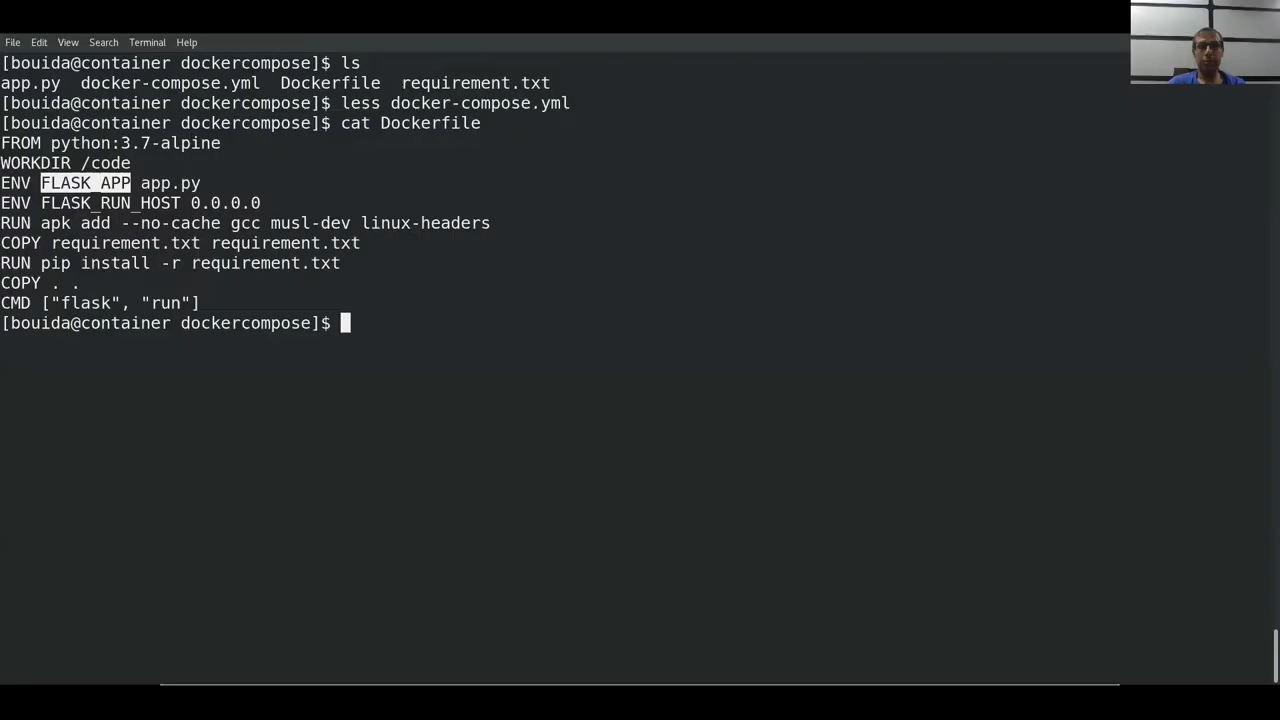 File Edit View Search Terminal Help
[bouida@container dockercompose]$ ls
app.py  docker-compose.yml  Dockerfile  requirement.txt
[bouida@container dockercompose]$ less docker-compose.yml
[bouida@container dockercompose]$ cat Dockerfile
FROM python:3.7-alpine
WORKDIR /code
ENV FLASK_APP app.py
ENV FLASK_RUN_HOST 0.0.0.0
RUN apk add --no-cache gcc musl-dev linux-headers
COPY requirement.txt requirement.txt
RUN pip install -r requirement.txt
COPY . .
CMD ["flask", "run"]
[bouida@container dockercompose]$